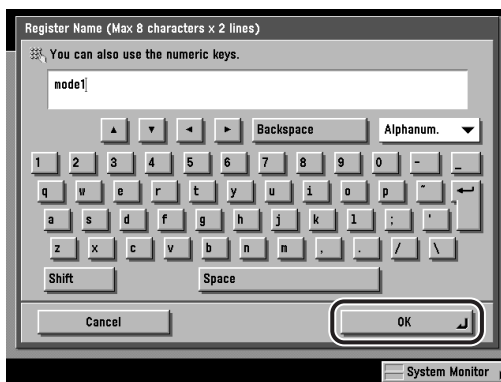 Register Name (Max 8 characters x 2 lines)
You can also use the numeric keys.
mode1
▲ ▼ ◄ ► Backspace Alphanum. ▼
1 2 3 4 5 6 7 8 9 0 - _
q w e r t y u i o p ~
a s d f g h j k l ; '
z x c v b n m , . / \
Shift Space
Cancel OK
System Monitor